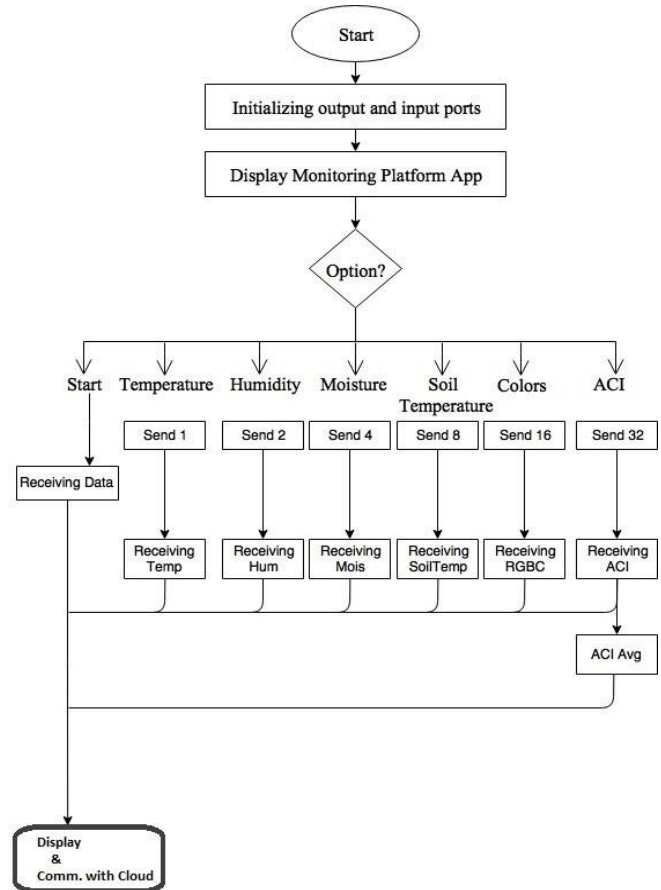 Start
Initializing output and input ports
Display Monitoring Platform App
Option?
Start
Temperature
Humidity
Moisture
Soil
Temperature
Colors
ACI
Send 1
Send 2
Send 4
Send 8
Send 16
Send 32
Receiving Data
Receiving
Temp
Receiving
Hum
Receiving
Mois
Receiving
SoilTemp
Receiving
RGBC
Receiving
ACI
ACI Avg
Display
&
Comm. with Cloud